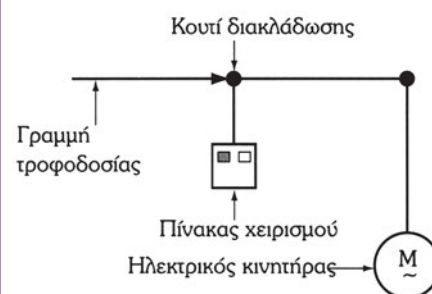 Κουτί διακλάδωσης
Γραμμή
τροφοδοσίας
Πίνακας χειρισμού
Ηλεκτρικός κινητήρας
M
~